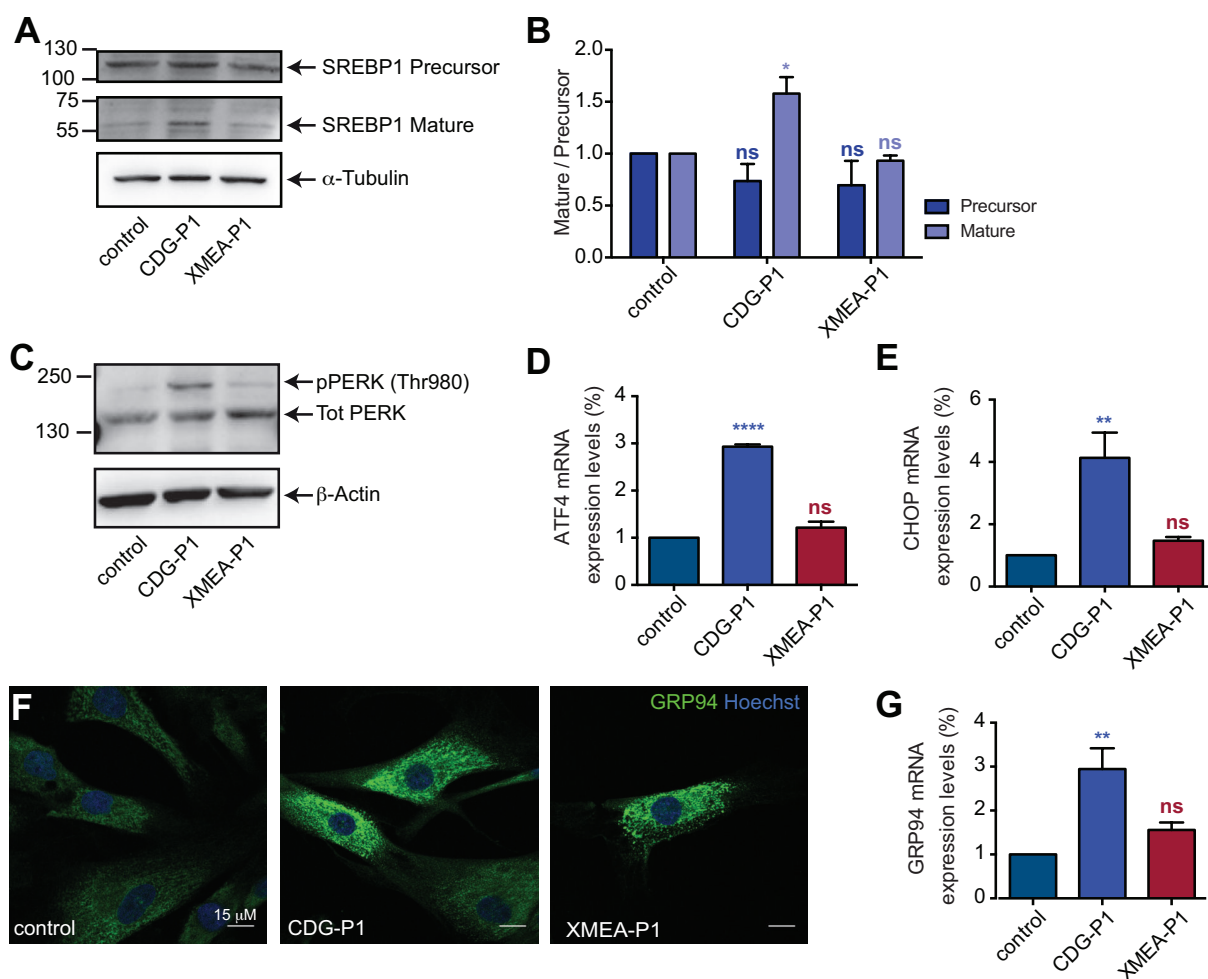 A
130
100
SREBP1 Precursor
75
55
SREBP1 Mature
α-Tubulin
control
CDG-P1
XMEA-P1
B
Mature / Precursor
2.0
1.5
1.0
0.5
0.0
*
ns
ns
ns
control
CDG-P1
XMEA-P1
Precursor
Mature
C
250
130
pPERK (Thr980)
Tot PERK
β-Actin
control
CDG-P1
XMEA-P1
D
ATF4 mRNA
expression levels (%)
4
3
2
1
0
****
ns
control
CDG-P1
XMEA-P1
E
CHOP mRNA
expression levels (%)
6
4
2
0
**
ns
control
CDG-P1
XMEA-P1
F
GRP94 Hoechst
15 μM
control
CDG-P1
XMEA-P1
G
GRP94 mRNA
expression levels (%)
4
3
2
1
0
**
ns
control
CDG-P1
XMEA-P1